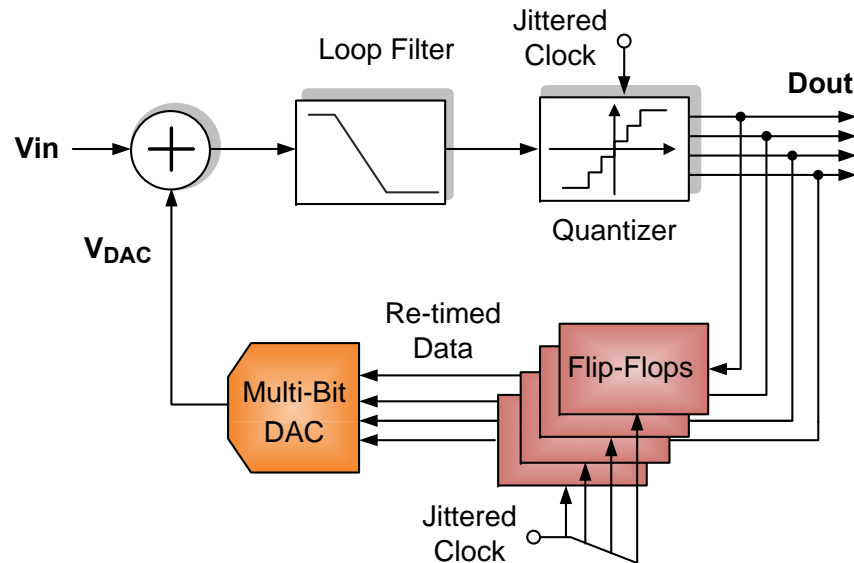 Jittered
Clock
Loop Filter
Dout
Vin
Quantizer
VDAC
Re-timed
Data
Flip-Flops
Multi-Bit
DAC
Jittered
Clock